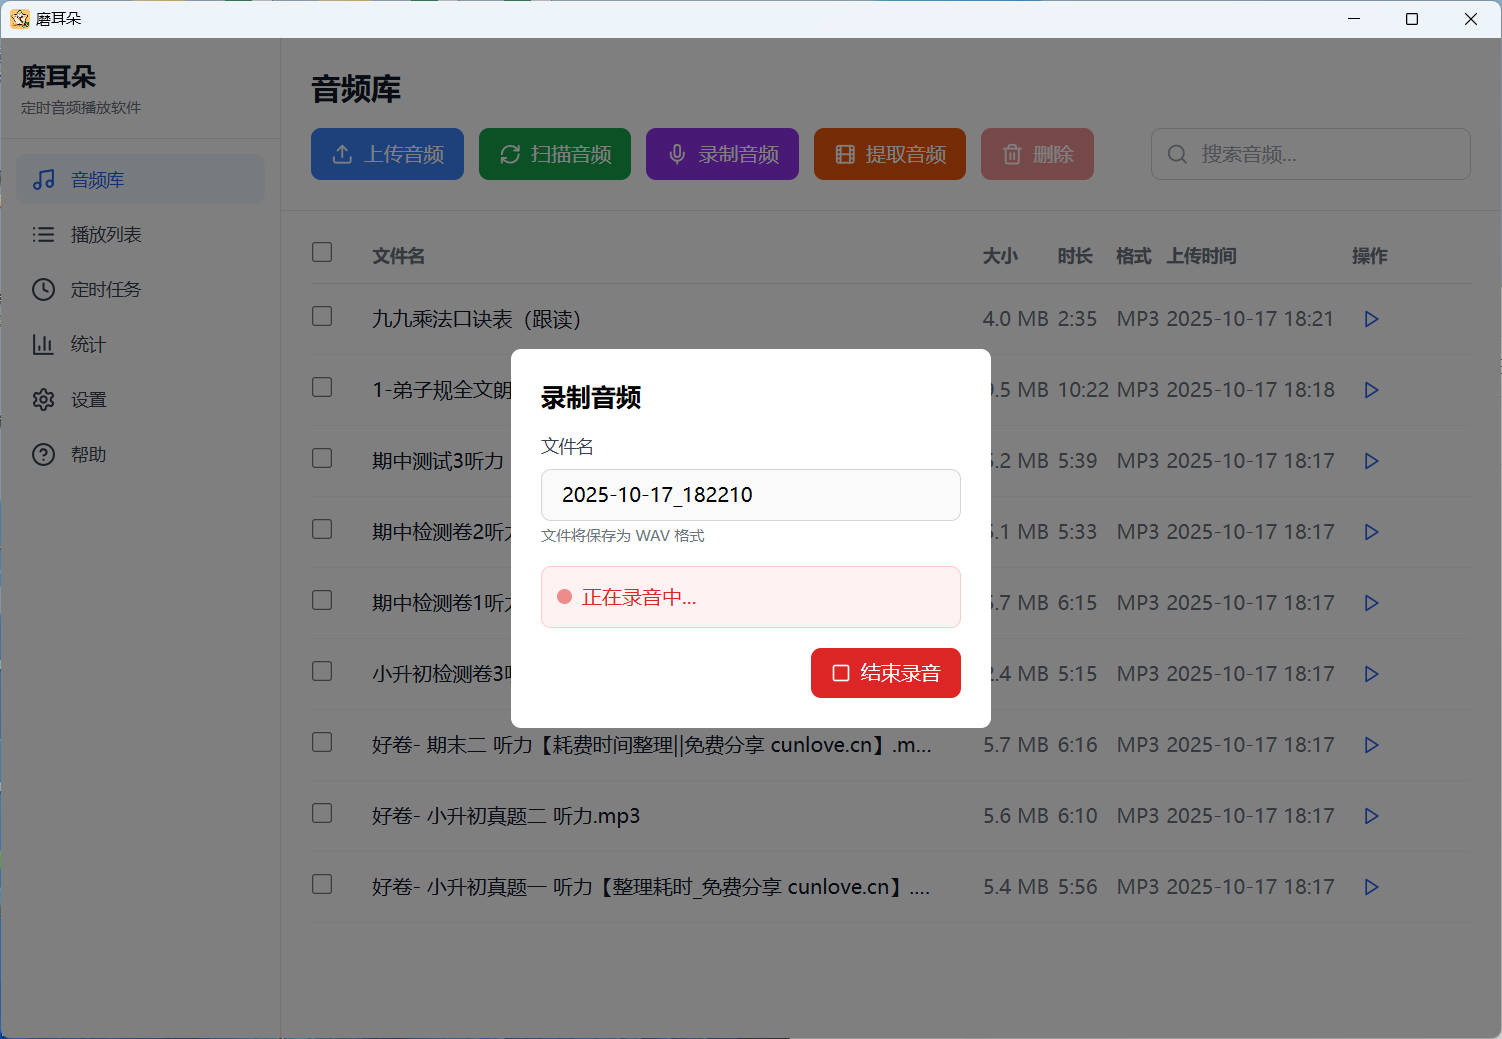 磨耳朵
磨耳朵
定时音频播放软件
音频库
播放列表
定时任务
统计
设置
帮助
音频库
上传音频 扫描音频 录制音频 提取音频 删除 搜索音频...
文件名 大小 时长 格式 上传时间 操作
九九乘法口诀表（跟读） 4.0 MB 2:35 MP3 2025-10-17 18:21
1-弟子规全文朗 .5 MB 10:22 MP3 2025-10-17 18:18
期中测试3听力 .2 MB 5:39 MP3 2025-10-17 18:17
期中检测卷2听 .1 MB 5:33 MP3 2025-10-17 18:17
期中检测卷1听 .7 MB 6:15 MP3 2025-10-17 18:17
小升初检测卷3 .4 MB 5:15 MP3 2025-10-17 18:17
好卷- 期末二 听力【耗费时间整理||免费分享 cunlove.cn】.m... 5.7 MB 6:16 MP3 2025-10-17 18:17
好卷- 小升初真题二 听力.mp3 5.6 MB 6:10 MP3 2025-10-17 18:17
好卷- 小升初真题一 听力【整理耗时_免费分享 cunlove.cn】.... 5.4 MB 5:56 MP3 2025-10-17 18:17
录制音频
文件名
2025-10-17_182210
文件将保存为 WAV 格式
正在录音中...
结束录音